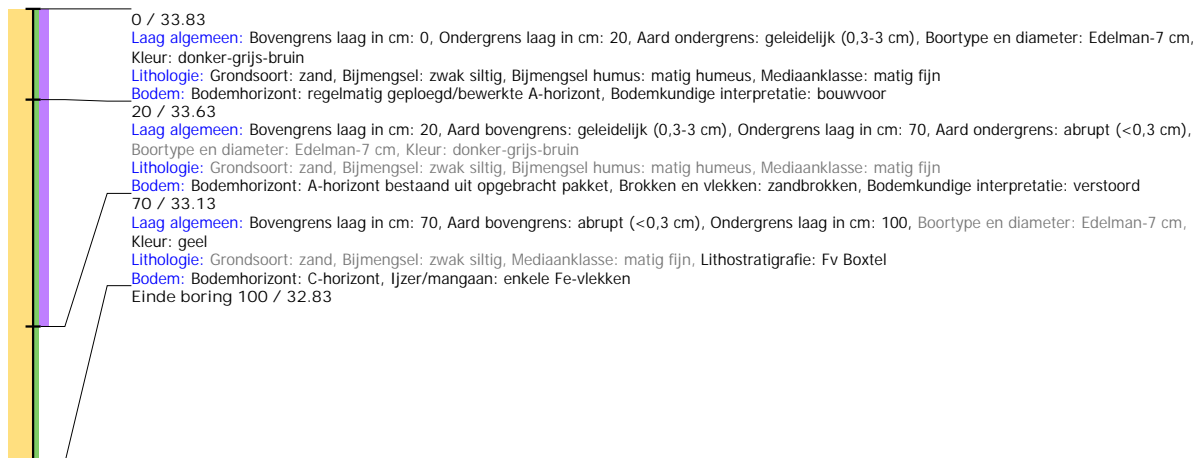 0 / 33.83
Laag algemeen: Bovengrens laag in cm: 0, Ondergrens laag in cm: 20, Aard ondergrens: geleidelijk (0,3-3 cm), Boortype en diameter: Edelman-7 cm,
Kleur: donker-grijs-bruin
Lithologie: Grondsoort: zand, Bijmengsel: zwak siltig, Bijmengsel humus: matig humeus, Mediaanklasse: matig fijn
Bodem: Bodemhorizont: regelmatig geploegd/bewerkte A-horizont, Bodemkundige interpretatie: bouwvoor
20 / 33.63
Laag algemeen: Bovengrens laag in cm: 20, Aard bovengrens: geleidelijk (0,3-3 cm), Ondergrens laag in cm: 70, Aard ondergrens: abrupt (<0,3 cm),
Boortype en diameter: Edelman-7 cm, Kleur: donker-grijs-bruin
Lithologie: Grondsoort: zand, Bijmengsel: zwak siltig, Bijmengsel humus: matig humeus, Mediaanklasse: matig fijn
Bodem: Bodemhorizont: A-horizont bestaand uit opgebracht pakket, Brokken en vlekken: zandbrokken, Bodemkundige interpretatie: verstoord
70 / 33.13
Laag algemeen: Bovengrens laag in cm: 70, Aard bovengrens: abrupt (<0,3 cm), Ondergrens laag in cm: 100, Boortype en diameter: Edelman-7 cm,
Kleur: geel
Lithologie: Grondsoort: zand, Bijmengsel: zwak siltig, Mediaanklasse: matig fijn, Lithostratigrafie: Fv Boxtel
Bodem: Bodemhorizont: C-horizont, Ijzer/mangaan: enkele Fe-vlekken
Einde boring 100 / 32.83